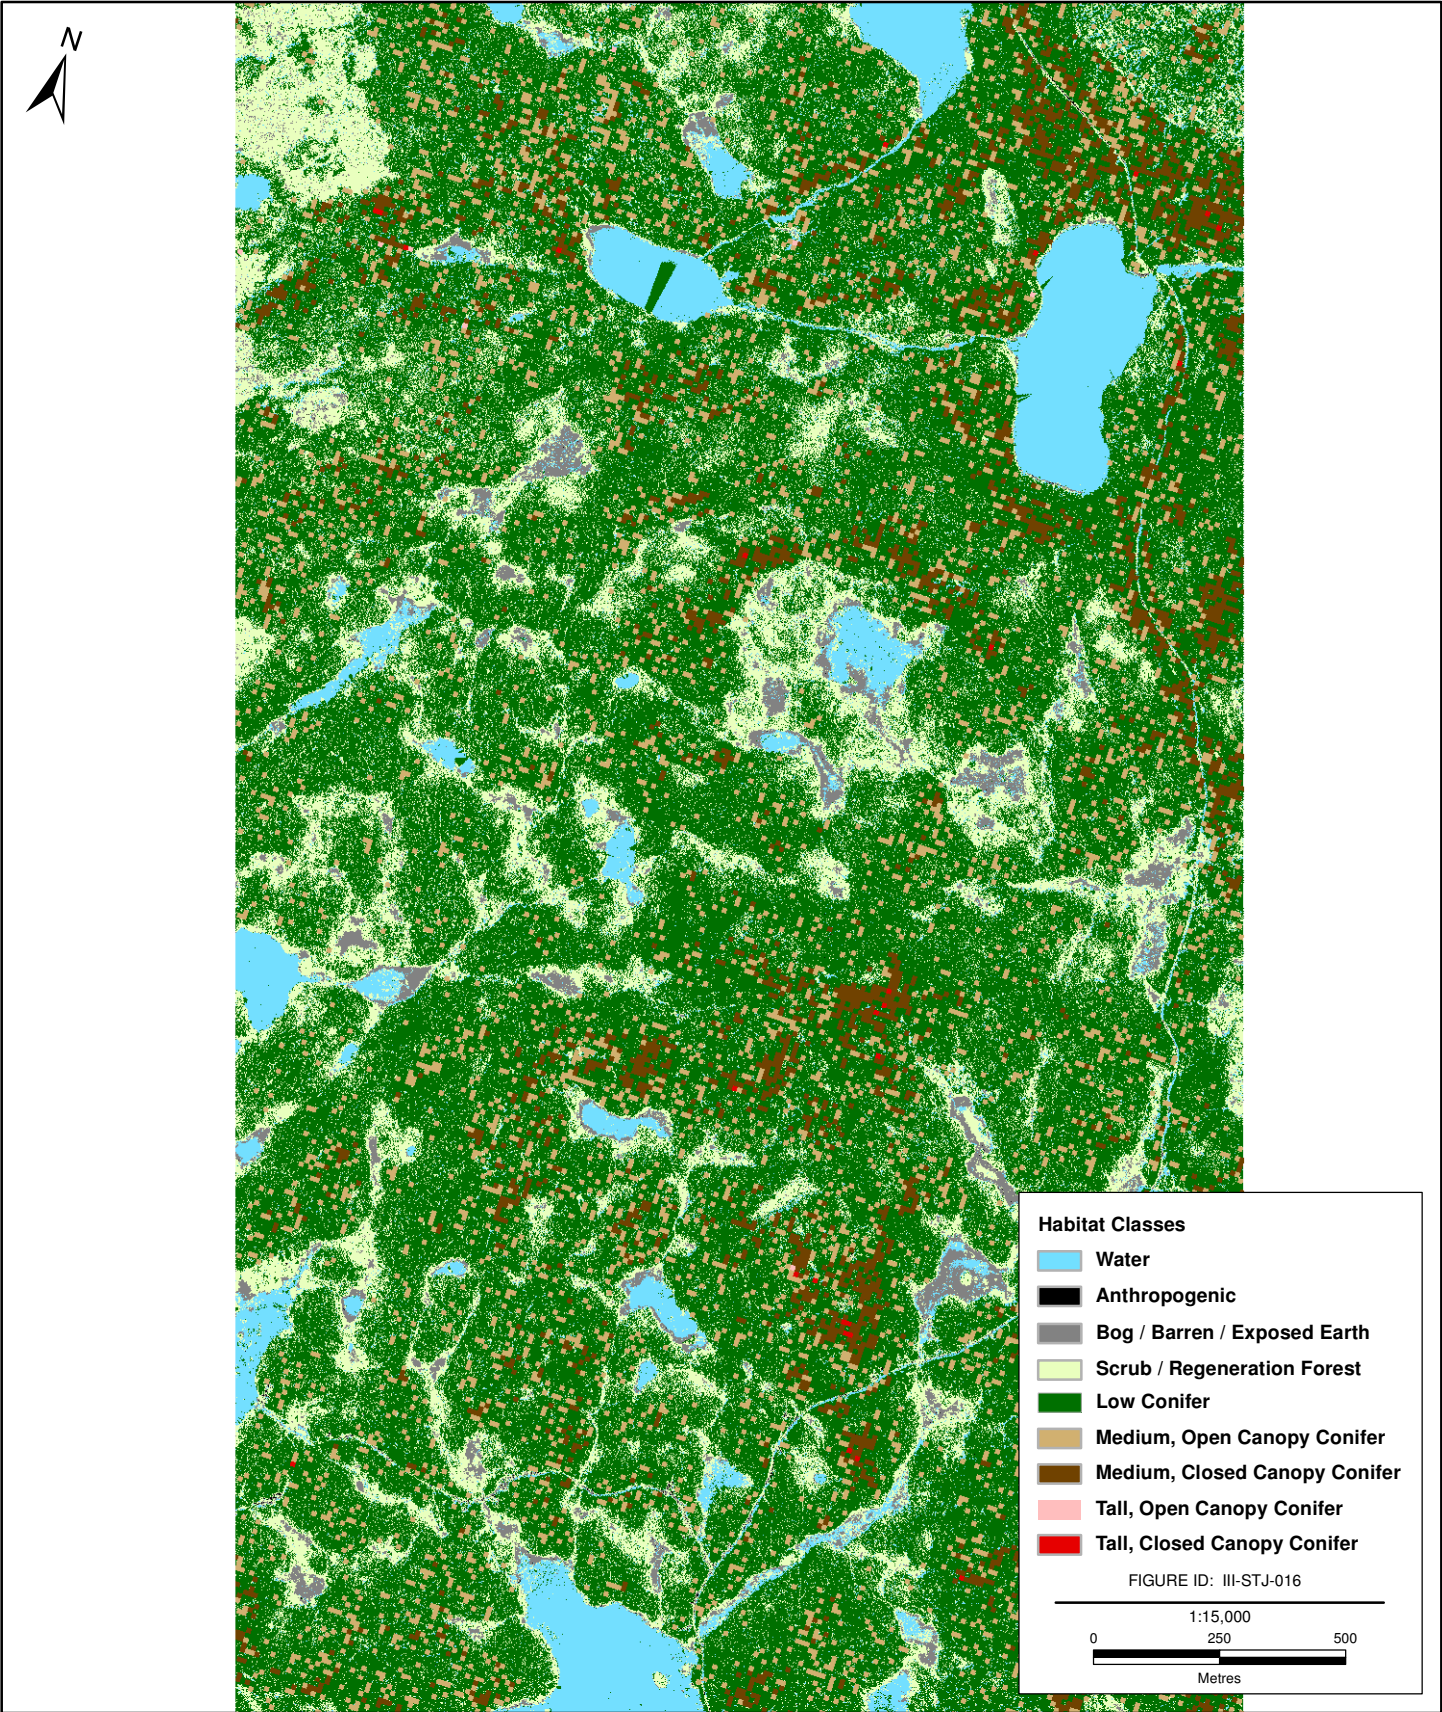 N
Habitat Classes
Water
Anthropogenic
Bog / Barren / Exposed Earth
Scrub / Regeneration Forest
Low Conifer
Medium, Open Canopy Conifer
Medium, Closed Canopy Conifer
Tall, Open Canopy Conifer
Tall, Closed Canopy Conifer
FIGURE ID: III-STJ-016
1:15,000
0 250 500
Metres